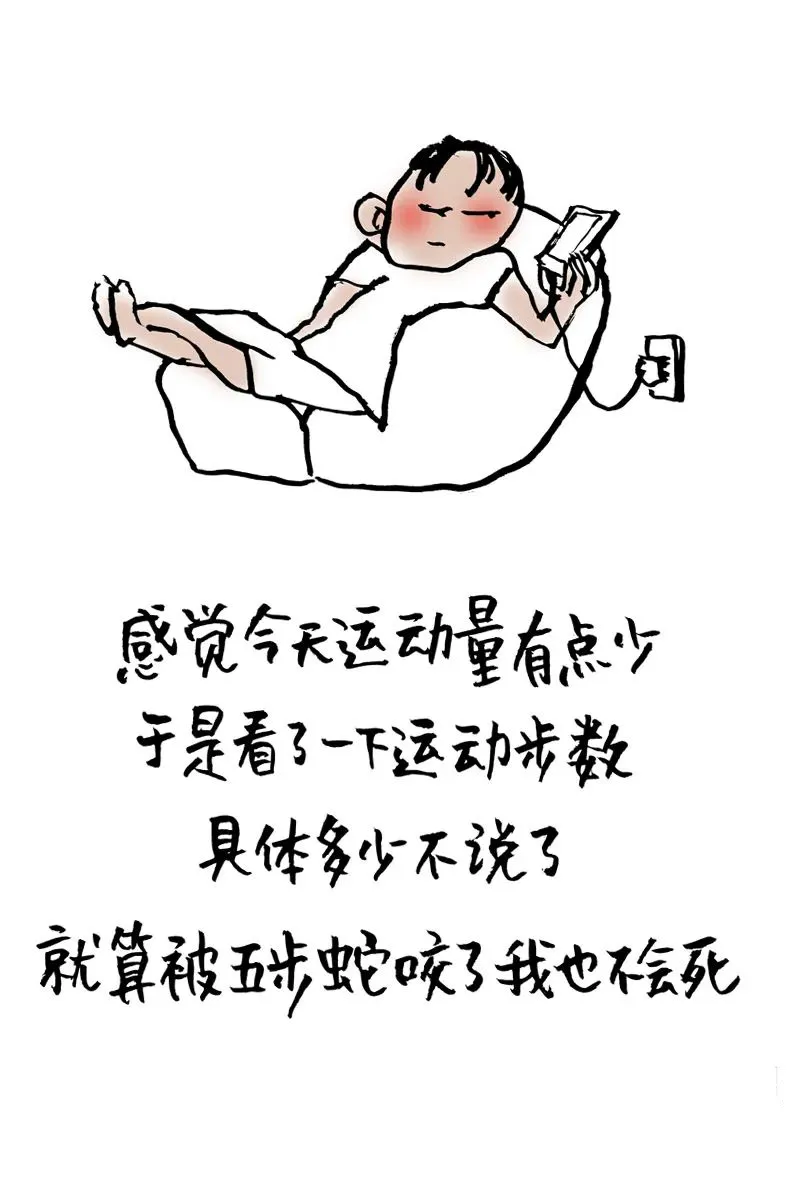 感觉今天运动量有点少
于是看了一下运动步数
具体多少不说了
就算被五步蛇咬了我也不会死